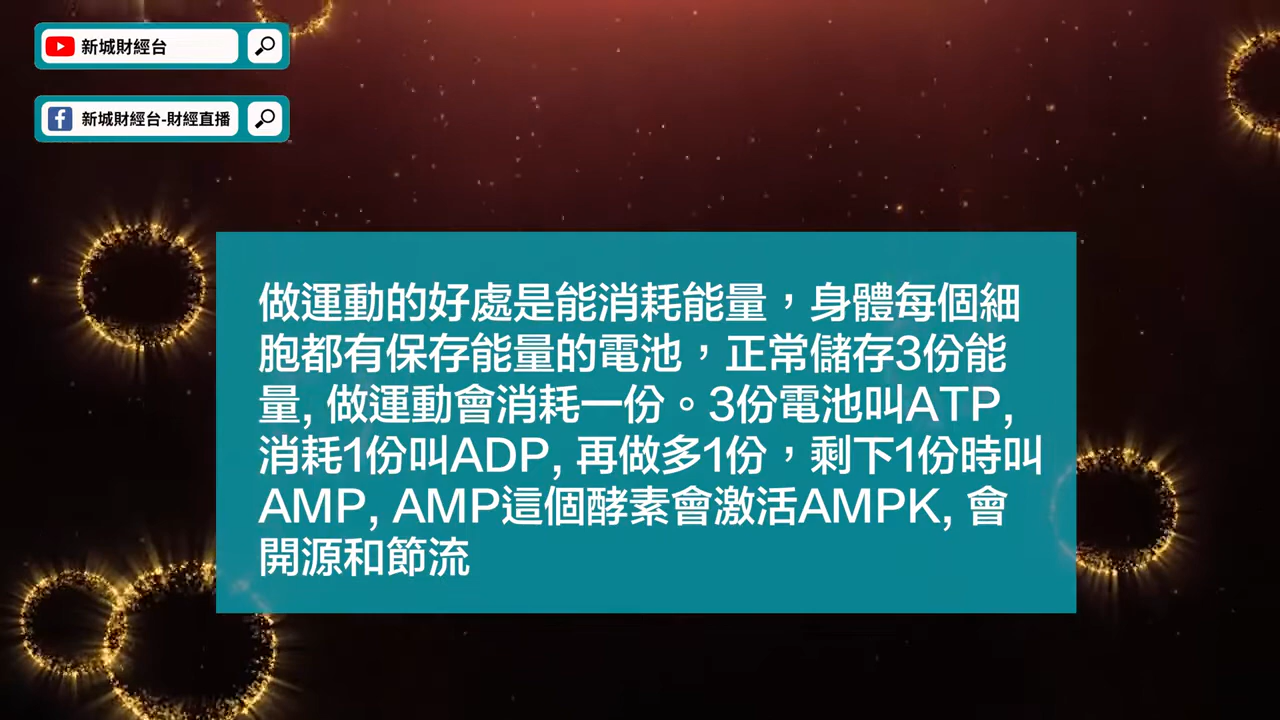 新城財經台
新城財經台-財經直播
做運動的好處是能消耗能量，身體每個細
胞都有保存能量的電池，正常儲存3份能
量, 做運動會消耗一份。3份電池叫ATP,
消耗1份叫ADP, 再做多1份，剩下1份時叫
AMP, AMP這個酵素會激活AMPK, 會
開源和節流